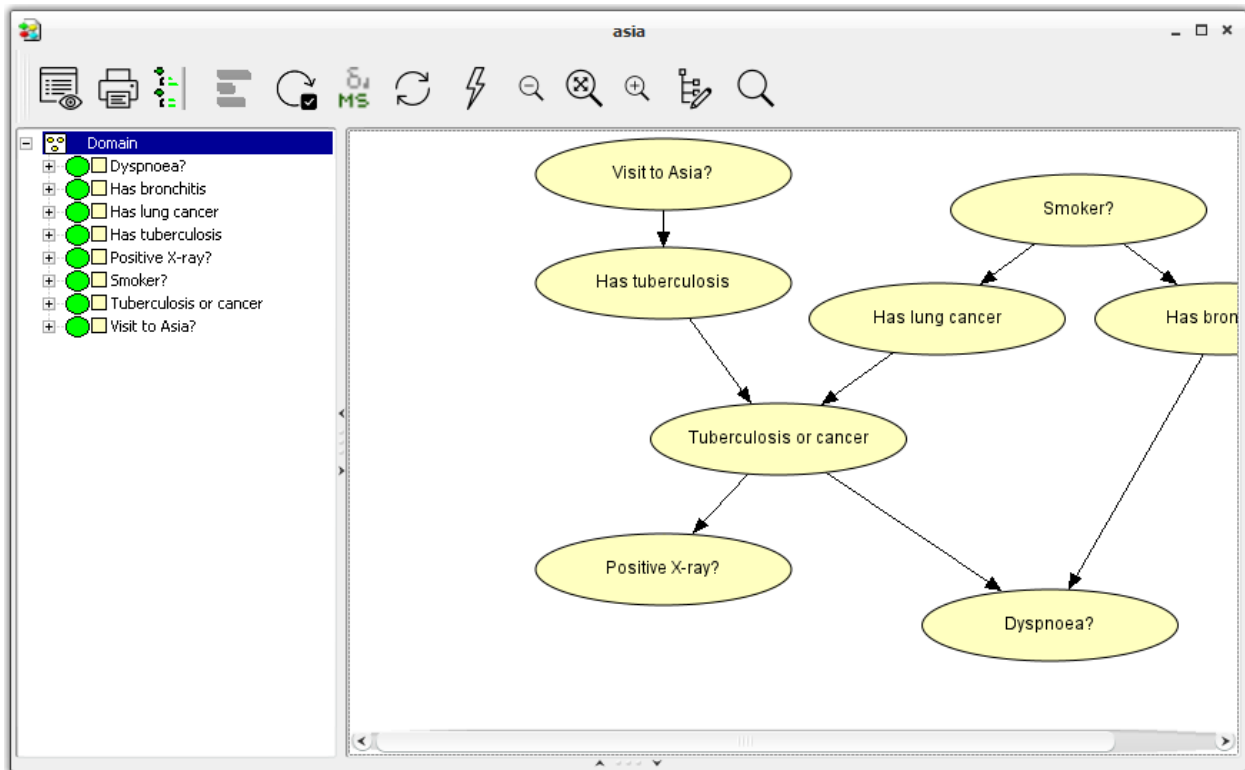 asia
MS
Domain
Dyspnoea?
Has bronchitis
Has lung cancer
Has tuberculosis
Positive X-ray?
Smoker?
Tuberculosis or cancer
Visit to Asia?
Visit to Asia?
Smoker?
Has tuberculosis
Has lung cancer
Has bron
Tuberculosis or cancer
Positive X-ray?
Dyspnoea?